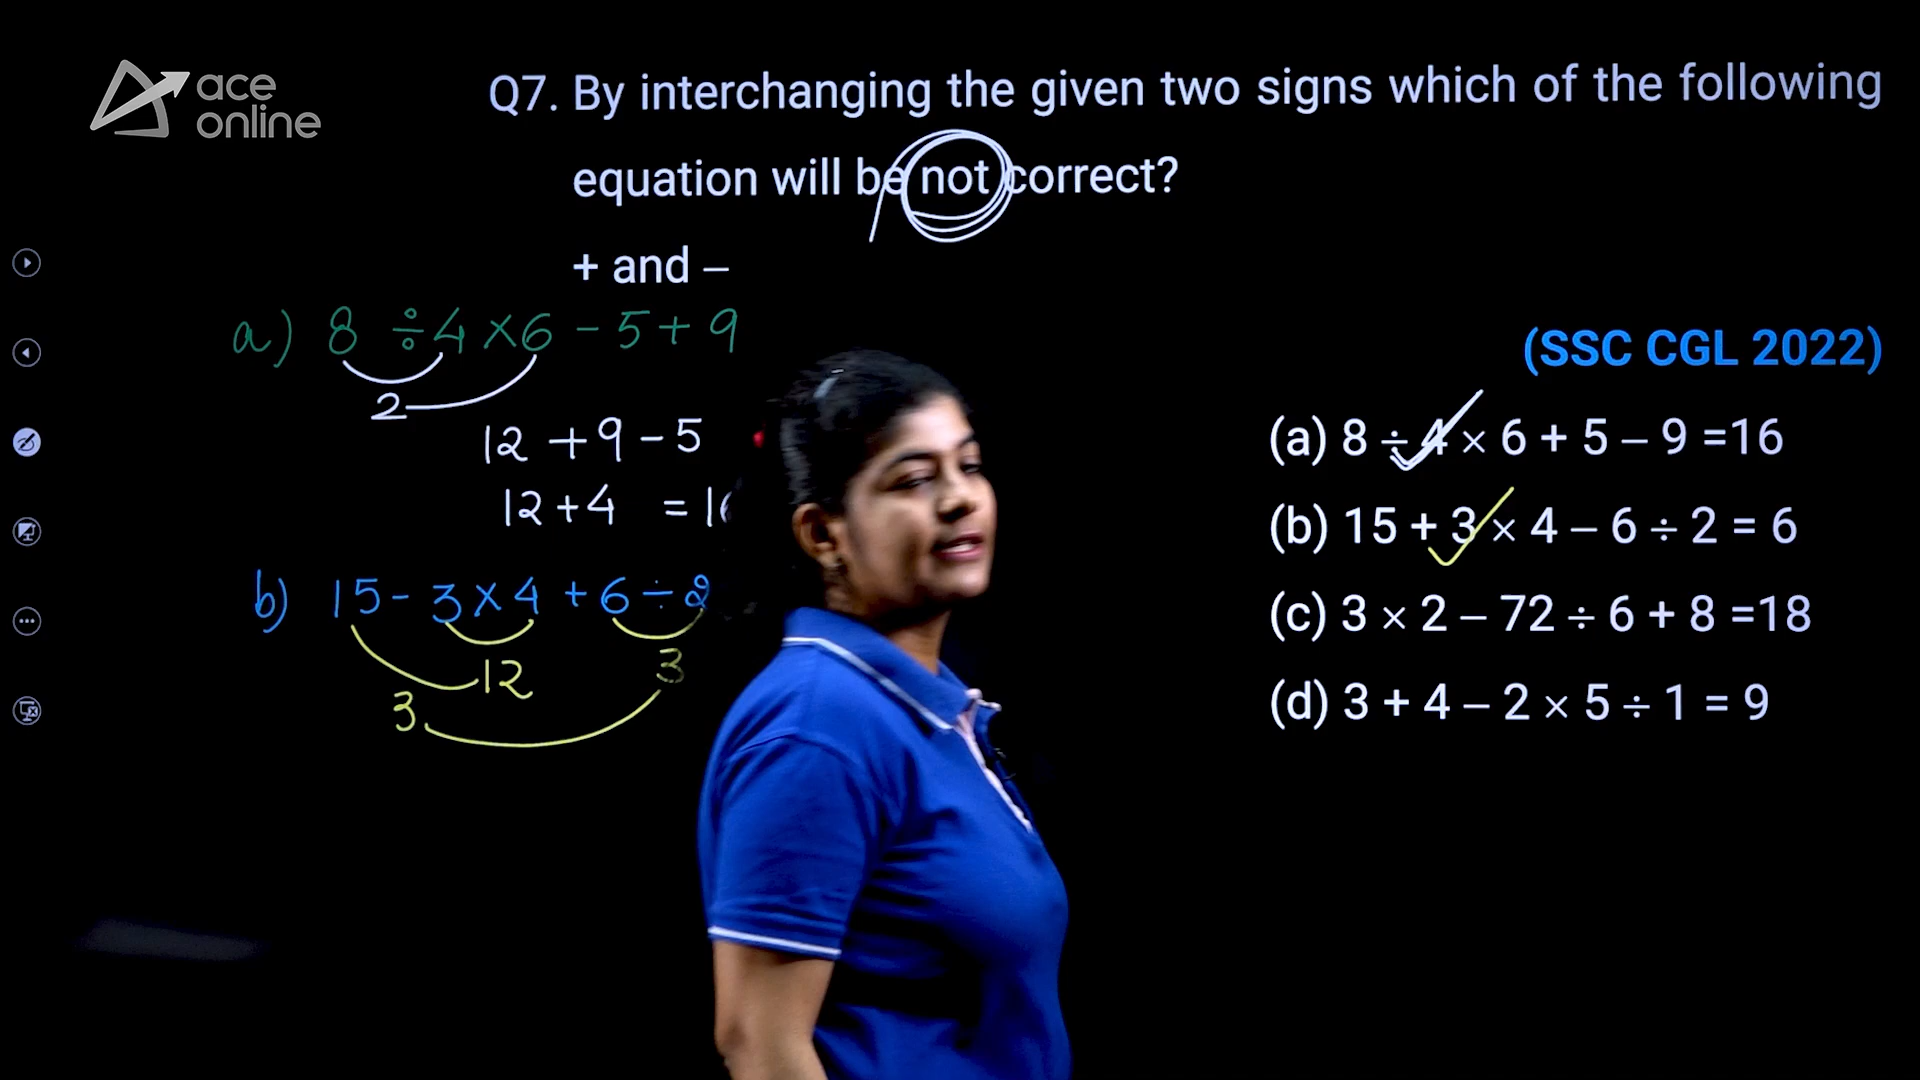 ace
online
Q7. By interchanging the given two signs which of the following
equation will be not correct?
+ and –
(SSC CGL 2022)
a) 8 ÷ 4 × 6 – 5 + 9
2
12 + 9 – 5
12 + 4 = 16
b) 15 – 3 × 4 + 6 ÷ 2
12
3
3
(a) 8 ÷ 4 × 6 + 5 – 9 =16
(b) 15 + 3 × 4 – 6 ÷ 2 = 6
(c) 3 × 2 – 72 ÷ 6 + 8 =18
(d) 3 + 4 – 2 × 5 ÷ 1 = 9